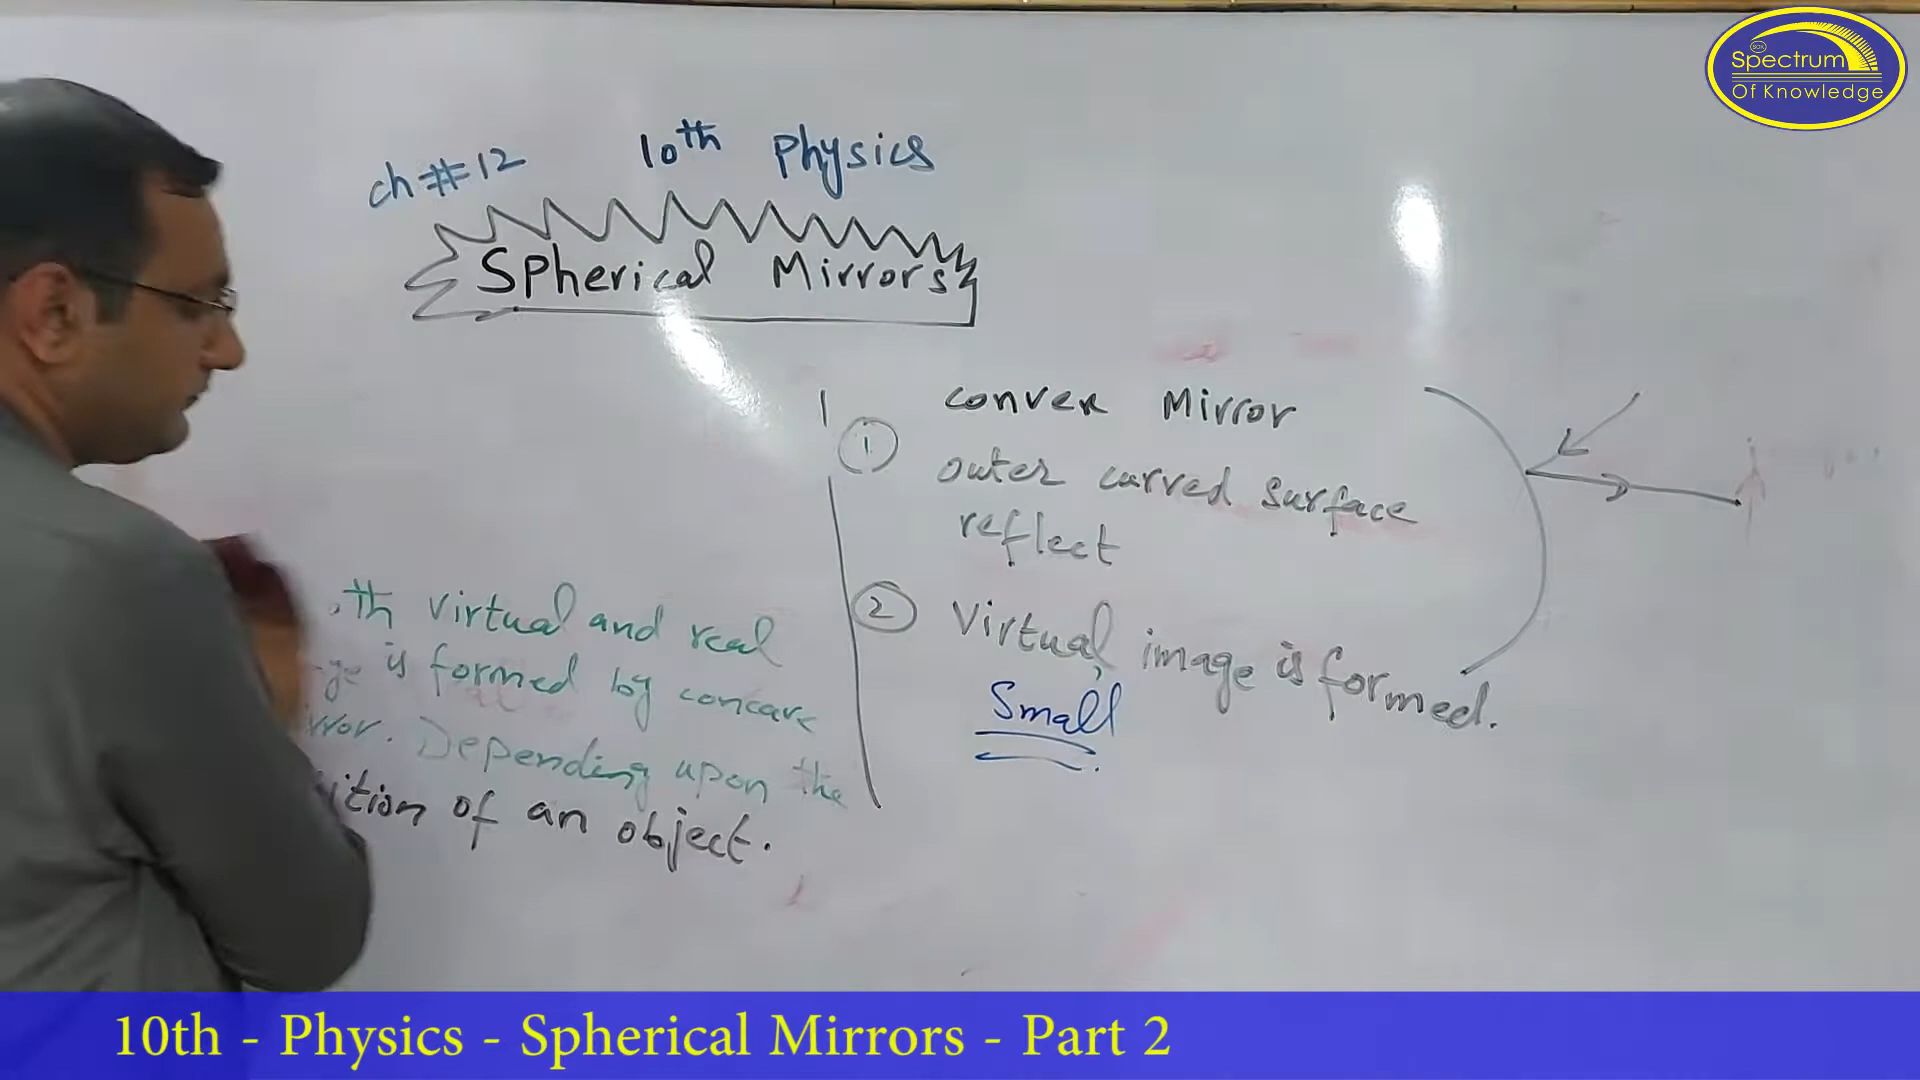 Spectrum
Of Knowledge
SOK
ch # 12
10th Physics
Spherical Mirrors
convex Mirror
1 outer curved surface
reflect
2 Virtual image is formed.
Small
virtual and real
is formed by concave
Depending upon the
of an object.
10th - Physics - Spherical Mirrors - Part 2